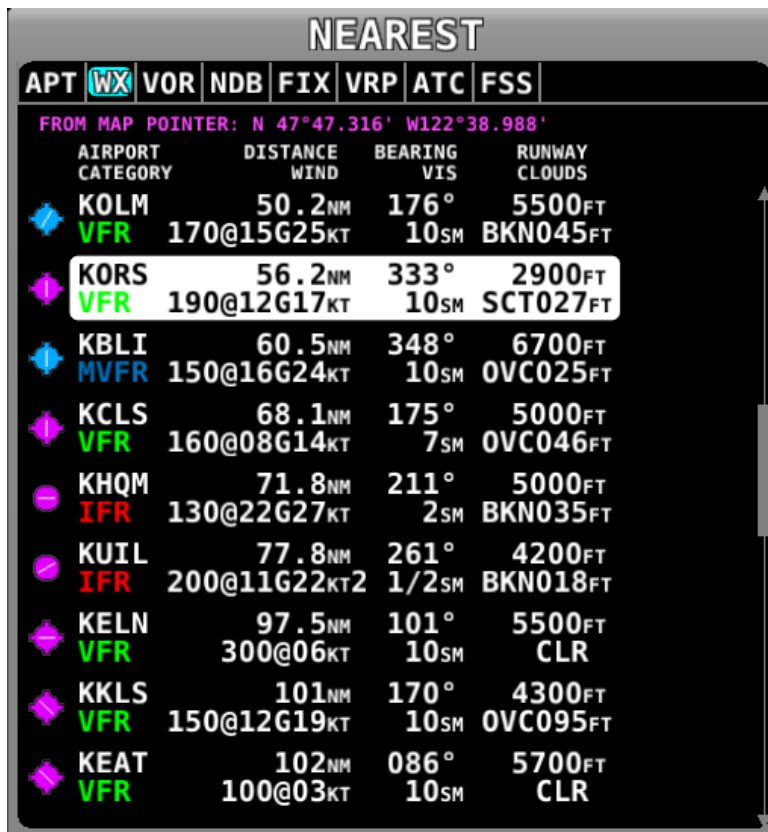 NEAREST
APT WX VOR NDB FIX VRP ATC FSS
FROM MAP POINTER: N 47°47.316' W122°38.988'
AIRPORT DISTANCE BEARING RUNWAY
CATEGORY WIND VIS CLOUDS
KOLM 50.2NM 176° 5500FT
VFR 170@15G25KT 10SM BKN045FT
KORS 56.2NM 333° 2900FT
VFR 190@12G17KT 10SM SCT027FT
KBLI 60.5NM 348° 6700FT
MVFR 150@16G24KT 10SM OVC025FT
KCLS 68.1NM 175° 5000FT
VFR 160@08G14KT 7SM OVC046FT
KHQM 71.8NM 211° 5000FT
IFR 130@22G27KT 2SM BKN035FT
KUIL 77.8NM 261° 4200FT
IFR 200@11G22KT2 1/2SM BKN018FT
KELN 97.5NM 101° 5500FT
VFR 300@06KT 10SM CLR
KKLS 101NM 170° 4300FT
VFR 150@12G19KT 10SM OVC095FT
KEAT 102NM 086° 5700FT
VFR 100@03KT 10SM CLR